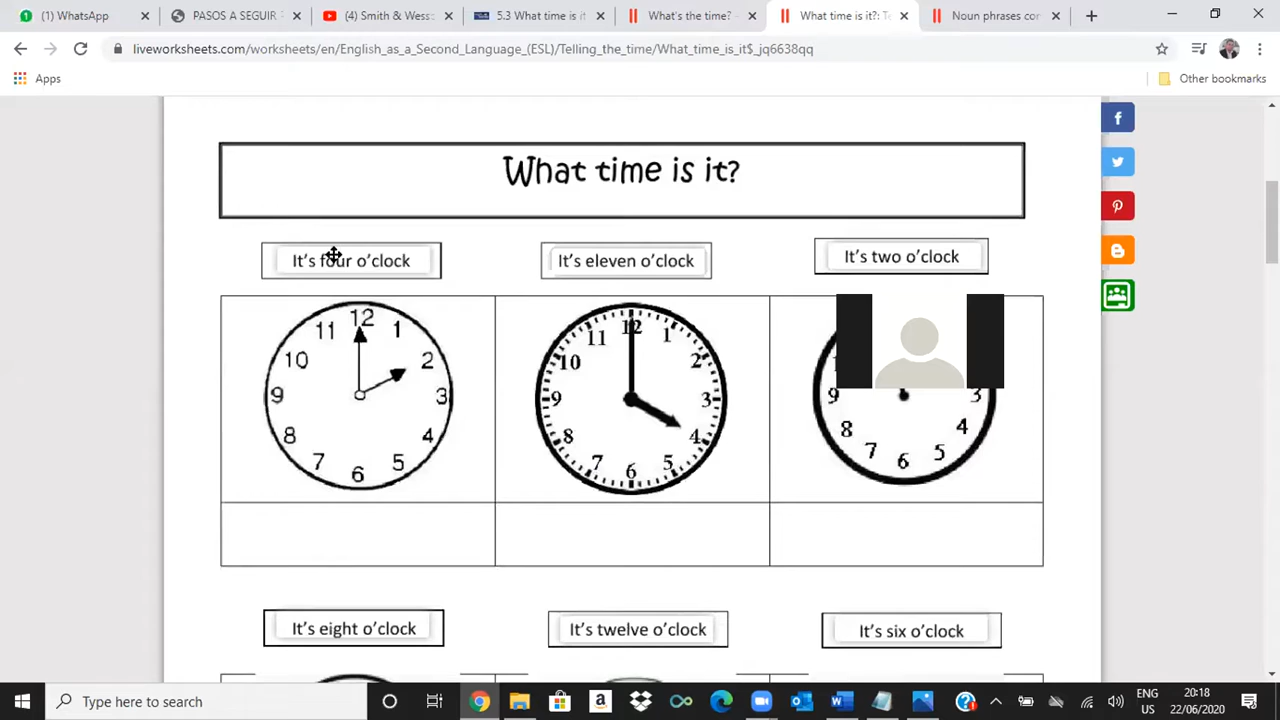 (1) WhatsApp
PASOS A SEGUIR
(4) Smith & Wess
5.3 What time is it
What's the time? -
What time is it?: Te
Noun phrases con
liveworksheets.com/worksheets/en/English_as_a_Second_Language_(ESL)/Telling_the_time/What_time_is_it$_jq6638qq
Apps
Other bookmarks
What time is it?
It's four o'clock
It's eleven o'clock
It's two o'clock
12 1 2 3 4 5 6 7 8 9 10 11
12 1 2 3 4 5 6 7 8 9 10 11
3 4 5 6 7 8 9
It's eight o'clock
It's twelve o'clock
It's six o'clock
Type here to search
ENG
US
20:18
22/06/2020